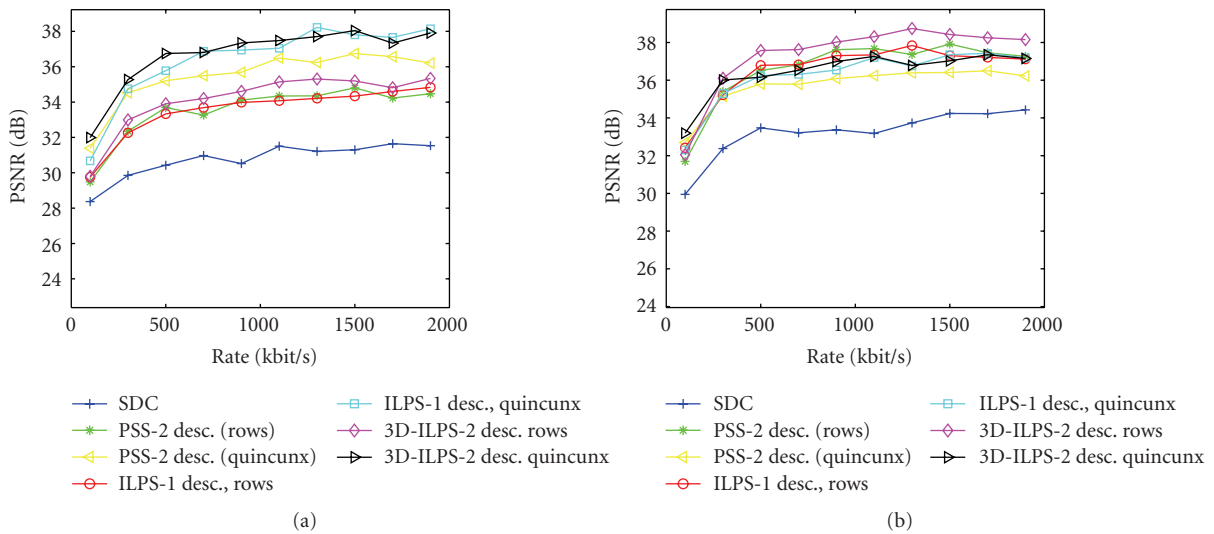 38
36
34
32
30
28
26
24
PSNR (dB)
0
500
1000
1500
2000
Rate (kbit/s)
SDC
PSS-2 desc. (rows)
PSS-2 desc. (quincunx)
ILPS-1 desc., rows
ILPS-1 desc., quincunx
3D-ILPS-2 desc. rows
3D-ILPS-2 desc. quincunx
(a)
38
36
34
32
30
28
26
24
PSNR (dB)
0
500
1000
1500
2000
Rate (kbit/s)
SDC
PSS-2 desc. (rows)
PSS-2 desc. (quincunx)
ILPS-1 desc., rows
ILPS-1 desc., quincunx
3D-ILPS-2 desc. rows
3D-ILPS-2 desc. quincunx
(b)